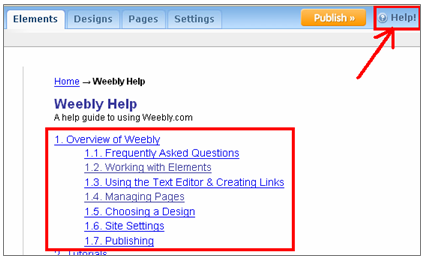 Elements Designs Pages Settings Publish » Help!
Home → Weebly Help
Weebly Help
A help guide to using Weebly.com
1. Overview of Weebly
1.1. Frequently Asked Questions
1.2. Working with Elements
1.3. Using the Text Editor & Creating Links
1.4. Managing Pages
1.5. Choosing a Design
1.6. Site Settings
1.7. Publishing
2. Tutorials